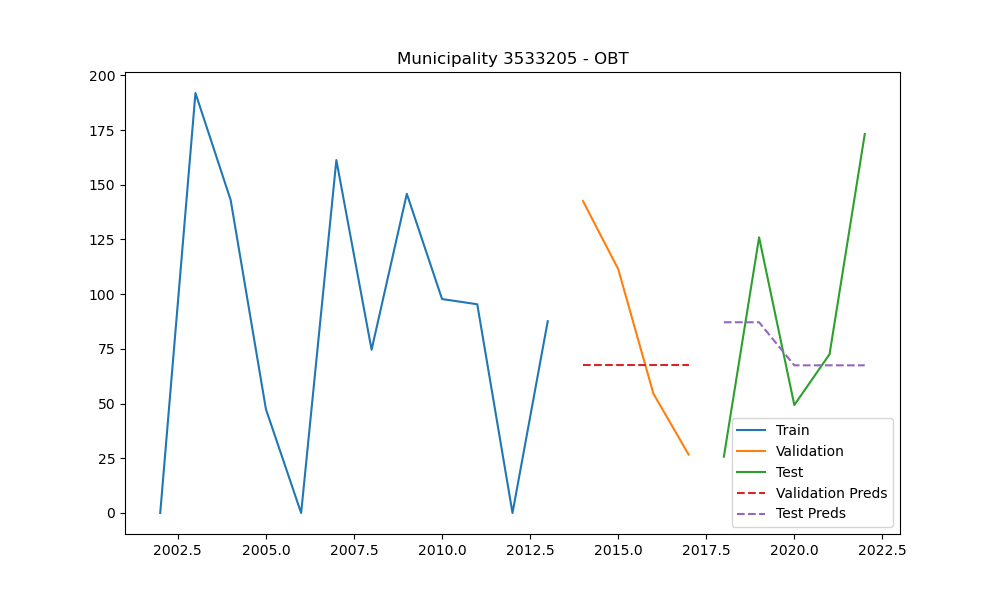 Municipality 3533205 - OBT
200
175
150
125
100
75
50
25
0
2002.5 2005.0 2007.5 2010.0 2012.5 2015.0 2017.5 2020.0 2022.5
Train
Validation
Test
Validation Preds
Test Preds